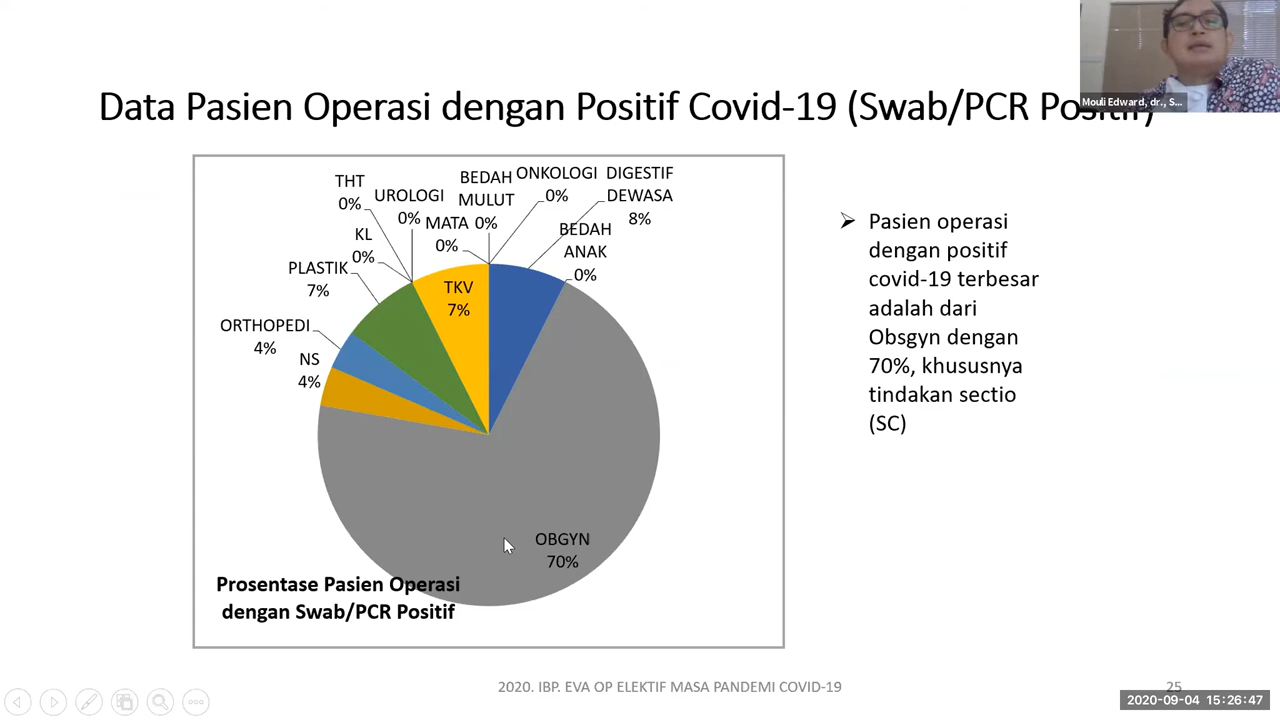 Mouli Edward, dr., S...
Data Pasien Operasi dengan Positif Covid-19 (Swab/PCR Positif)
THT
0%
UROLOGI
0%
KL
0%
MATA
0%
BEDAH
MULUT
0%
ONKOLOGI
0%
DIGESTIF
DEWASA
8%
BEDAH
ANAK
0%
PLASTIK
7%
TKV
7%
ORTHOPEDI
4%
NS
4%
OBGYN
70%
Prosentase Pasien Operasi
dengan Swab/PCR Positif
Pasien operasi
dengan positif
covid-19 terbesar
adalah dari
Obsgyn dengan
70%, khususnya
tindakan sectio
(SC)
2020. IBP. EVA OP ELEKTIF MASA PANDEMI COVID-19
25
2020-09-04 15:26:47